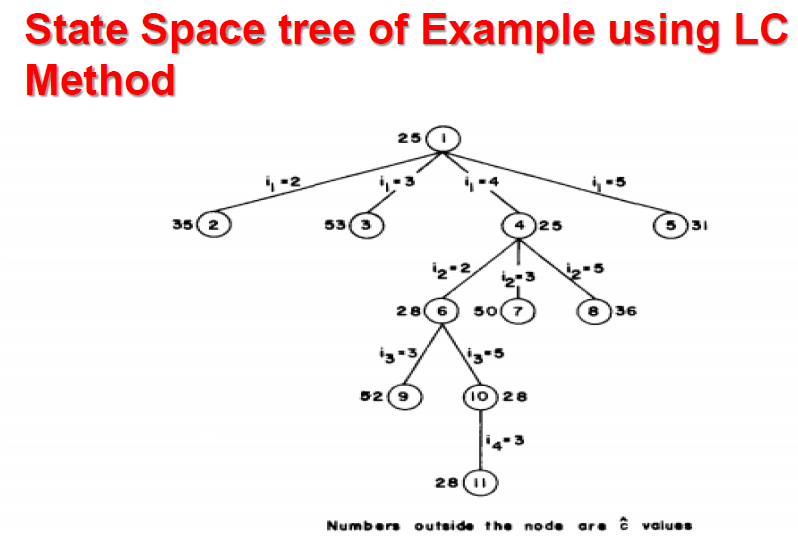 State Space tree of Example using LC
Method
25 1
i₁=2 i₁=3 i₁=4 i₁=5
35 2 53 3 4 25 5 31
i₂=2 i₂=3 i₂=5
28 6 50 7 8 36
i₃=3 i₃=5
52 9 10 28
i₄=3
28 11
Numbers outside the node are ĉ values